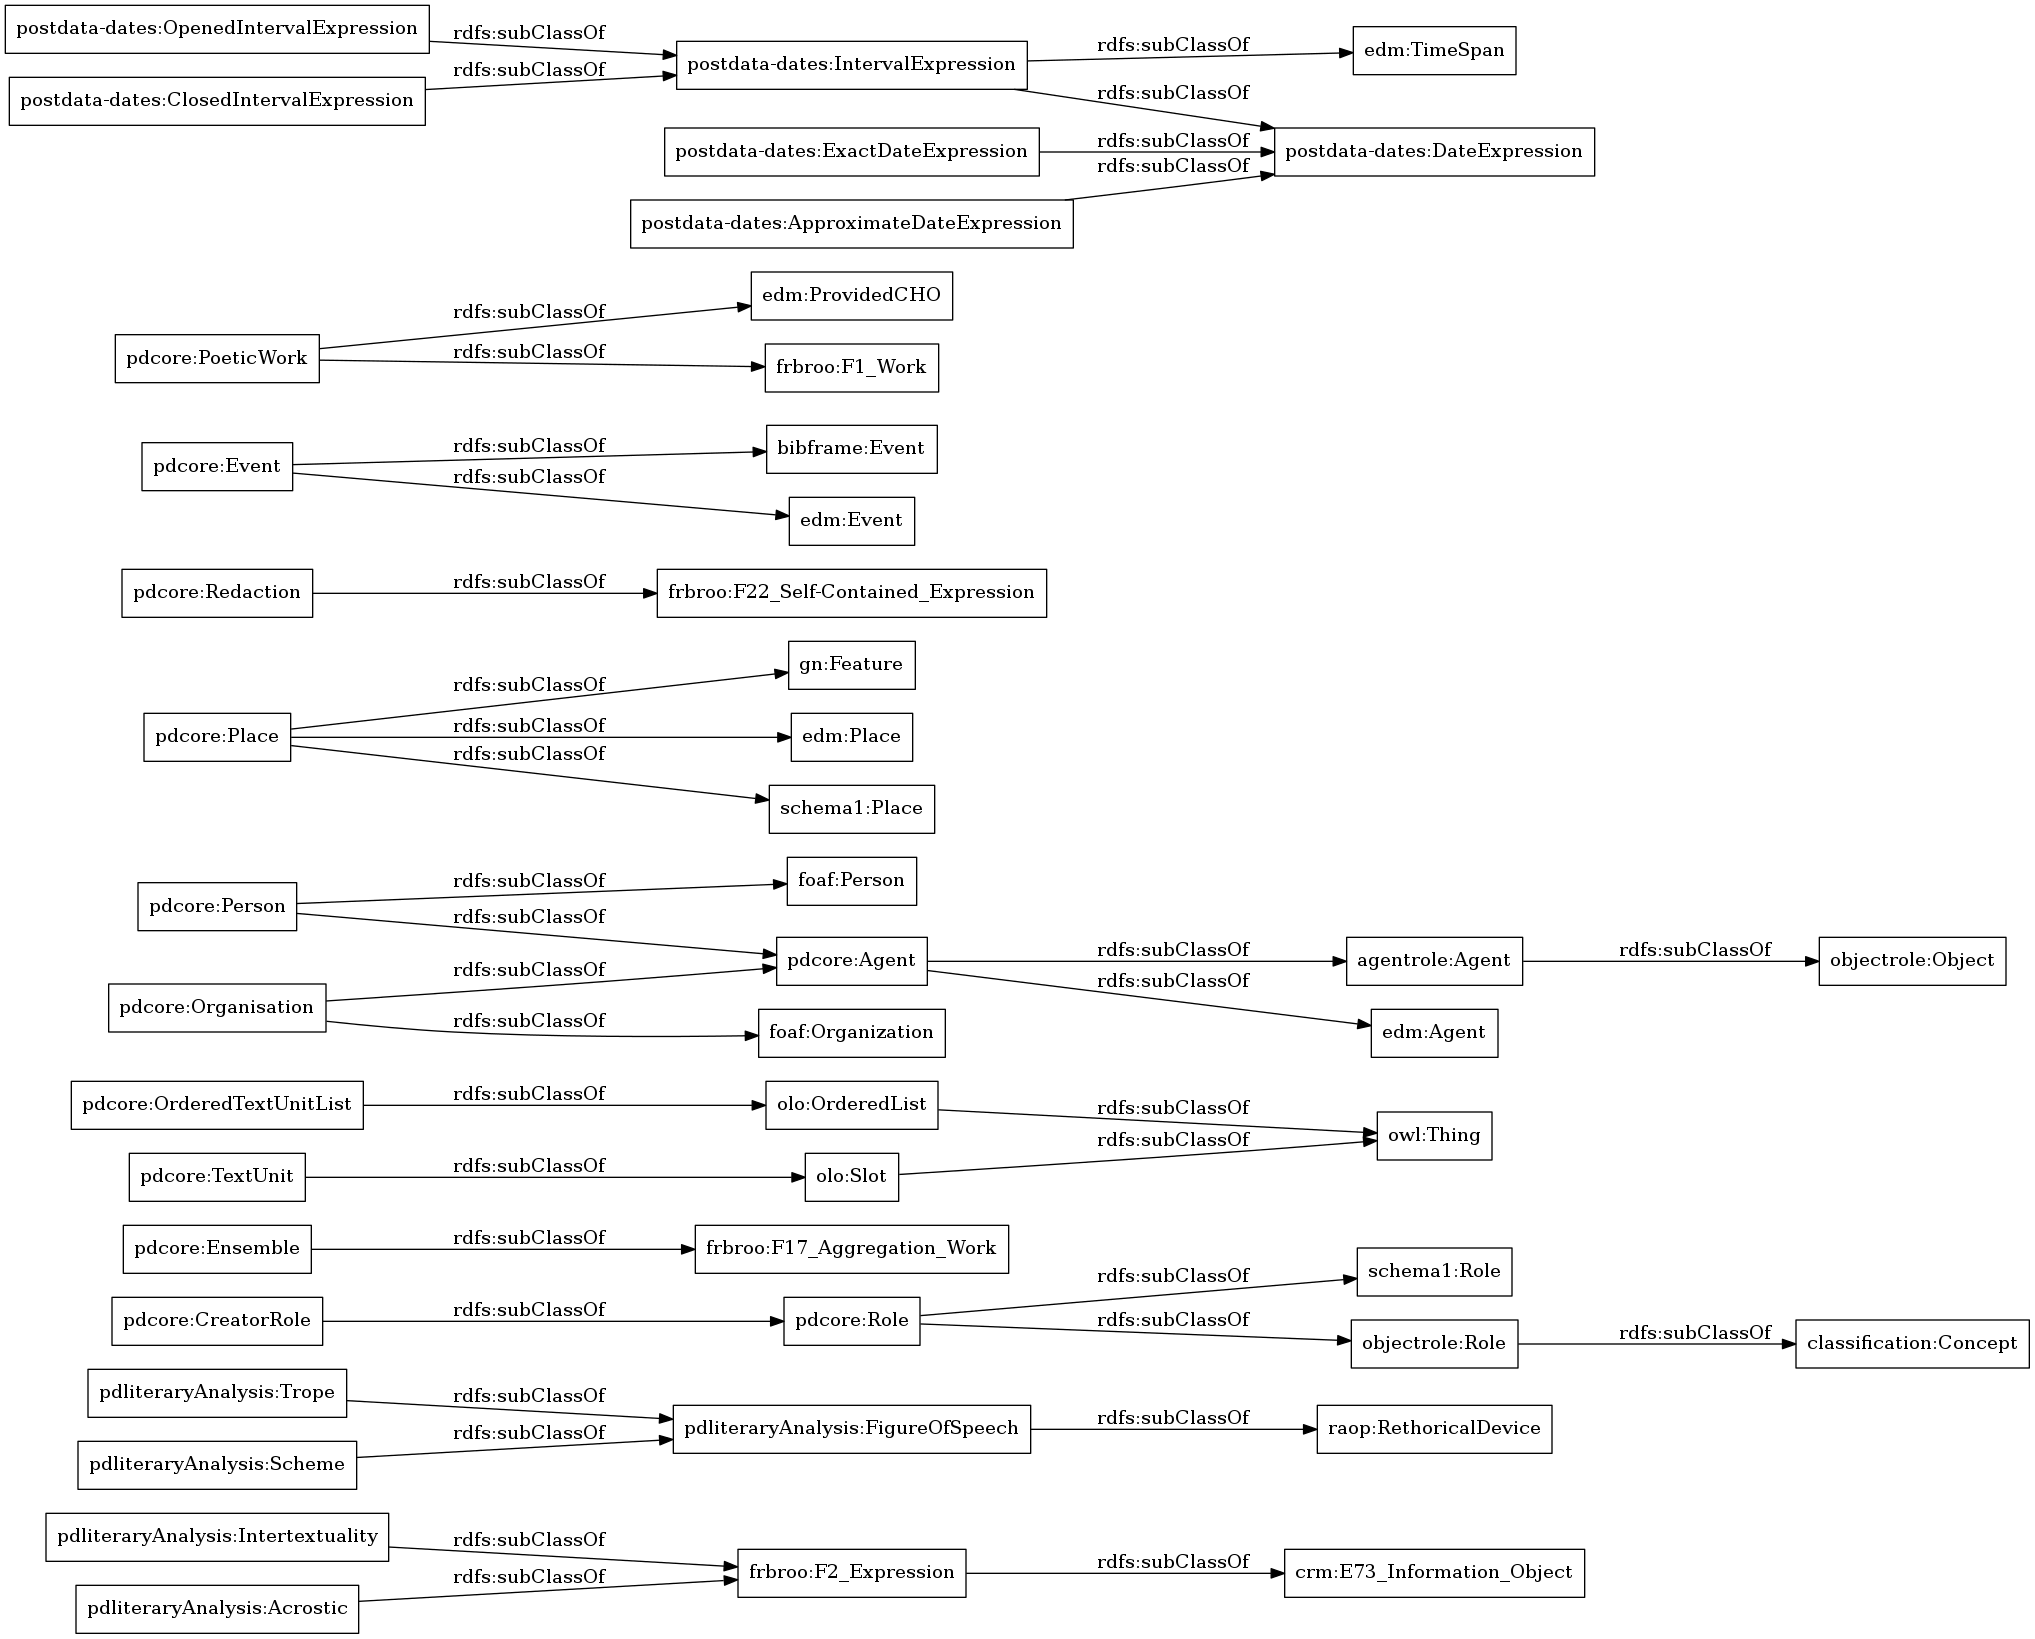 postdata-dates:OpenedIntervalExpression
rdfs:subClassOf
postdata-dates:ClosedIntervalExpression
rdfs:subClassOf
postdata-dates:IntervalExpression
rdfs:subClassOf
edm:TimeSpan
rdfs:subClassOf
postdata-dates:ExactDateExpression
rdfs:subClassOf
postdata-dates:DateExpression
rdfs:subClassOf
postdata-dates:ApproximateDateExpression
pdcore:PoeticWork
rdfs:subClassOf
edm:ProvidedCHO
rdfs:subClassOf
frbroo:F1_Work
pdcore:Event
rdfs:subClassOf
bibframe:Event
rdfs:subClassOf
edm:Event
pdcore:Redaction
rdfs:subClassOf
frbroo:F22_Self-Contained_Expression
pdcore:Place
rdfs:subClassOf
gn:Feature
rdfs:subClassOf
edm:Place
rdfs:subClassOf
schema1:Place
pdcore:Person
rdfs:subClassOf
foaf:Person
rdfs:subClassOf
pdcore:Agent
rdfs:subClassOf
agentrole:Agent
rdfs:subClassOf
objectrole:Object
rdfs:subClassOf
edm:Agent
pdcore:Organisation
rdfs:subClassOf
rdfs:subClassOf
foaf:Organization
pdcore:OrderedTextUnitList
rdfs:subClassOf
olo:OrderedList
rdfs:subClassOf
owl:Thing
pdcore:TextUnit
rdfs:subClassOf
olo:Slot
rdfs:subClassOf
pdcore:Ensemble
rdfs:subClassOf
frbroo:F17_Aggregation_Work
pdcore:CreatorRole
rdfs:subClassOf
pdcore:Role
rdfs:subClassOf
schema1:Role
rdfs:subClassOf
objectrole:Role
rdfs:subClassOf
classification:Concept
pdliteraryAnalysis:Trope
rdfs:subClassOf
pdliteraryAnalysis:Scheme
rdfs:subClassOf
pdliteraryAnalysis:FigureOfSpeech
rdfs:subClassOf
raop:RethoricalDevice
pdliteraryAnalysis:Intertextuality
rdfs:subClassOf
pdliteraryAnalysis:Acrostic
rdfs:subClassOf
frbroo:F2_Expression
rdfs:subClassOf
crm:E73_Information_Object